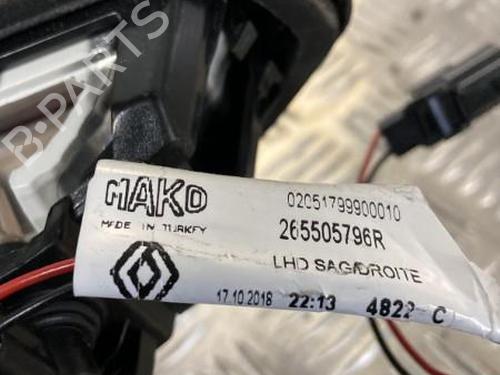 B-PARTS
MAKO
MADE IN TURKEY
02051799900010
265505796R
LHD SAG/DROITE
17.10.2018 22:13 4822 C